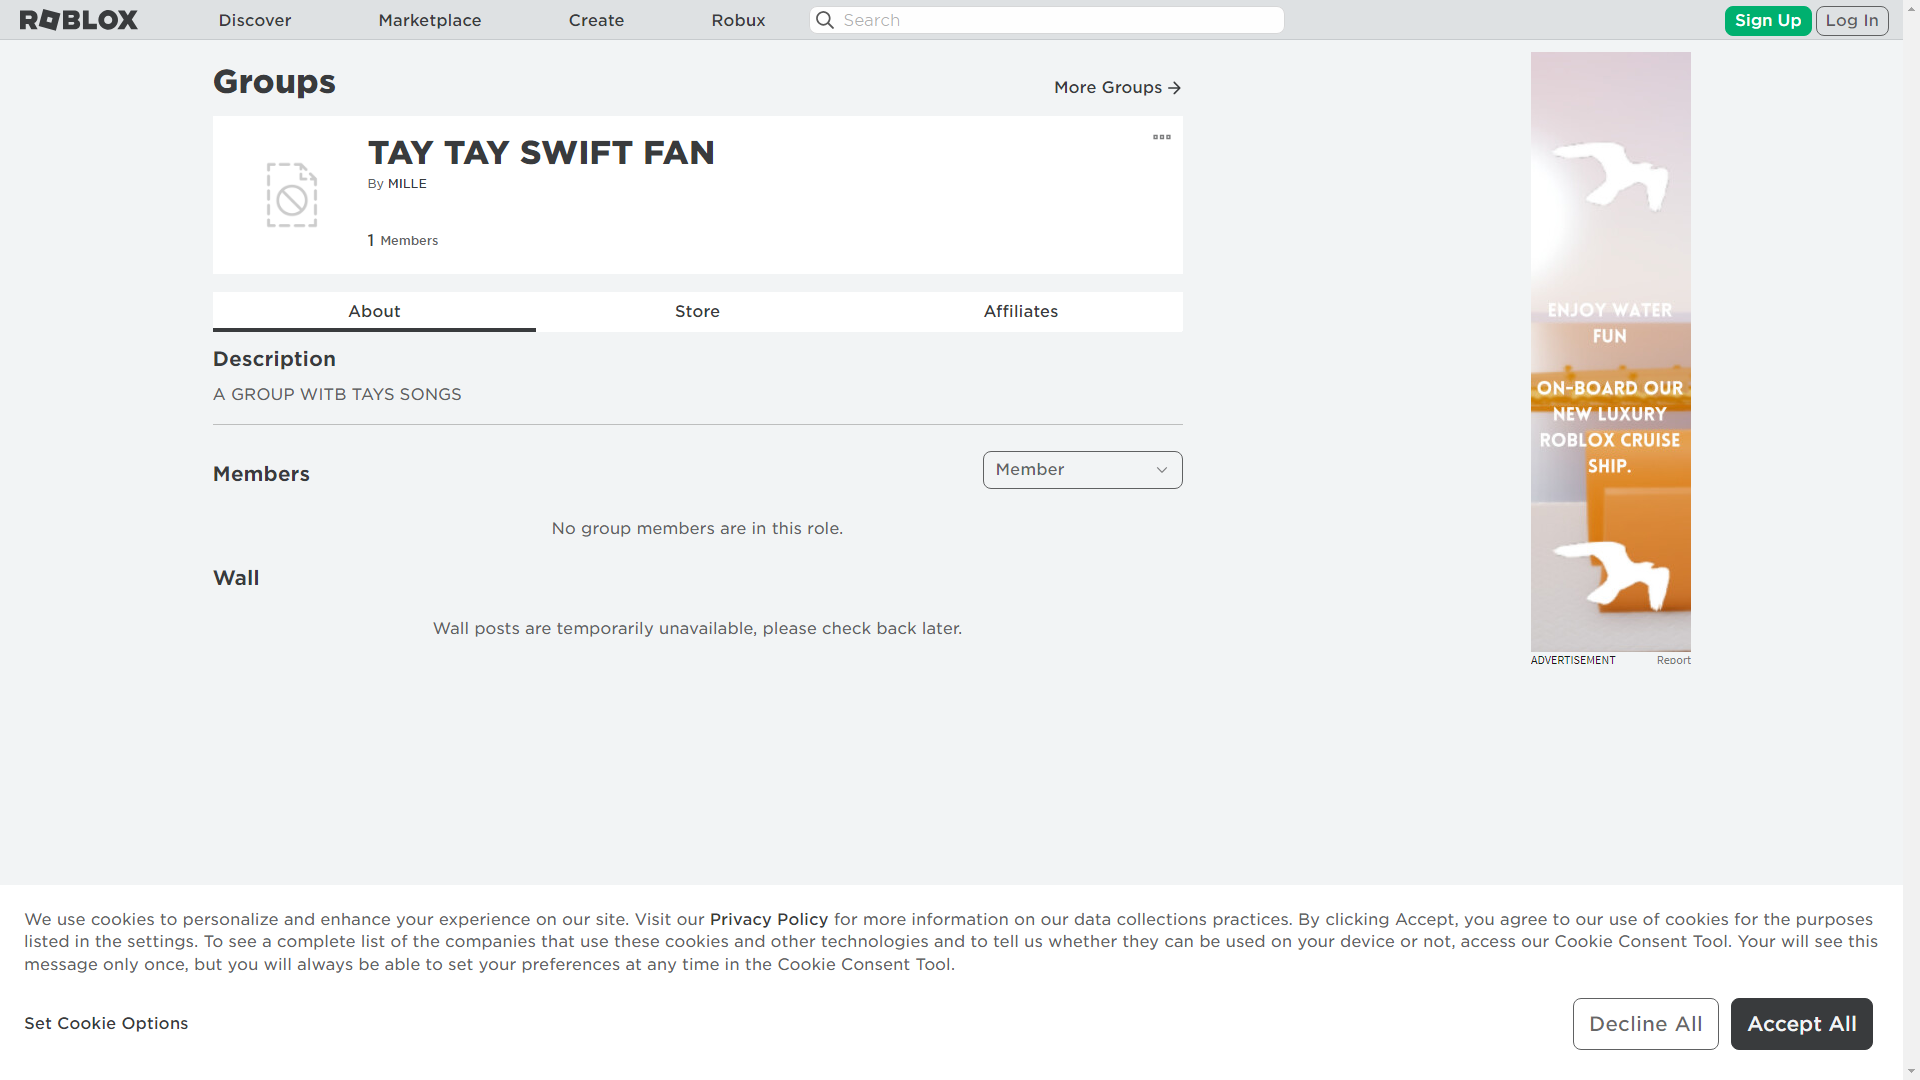 ROBLOX
Discover
Marketplace
Create
Robux
Search
Sign Up
Log In
Groups
More Groups
TAY TAY SWIFT FAN
By MILLE
1 Members
About
Store
Affiliates
Description
A GROUP WITB TAYS SONGS
Members
Member
No group members are in this role.
Wall
Wall posts are temporarily unavailable, please check back later.
ENJOY WATER
FUN
ON-BOARD OUR
NEW LUXURY
ROBLOX CRUISE
SHIP.
ADVERTISEMENT
Report
We use cookies to personalize and enhance your experience on our site. Visit our Privacy Policy for more information on our data collections practices. By clicking Accept, you agree to our use of cookies for the purposes
listed in the settings. To see a complete list of the companies that use these cookies and other technologies and to tell us whether they can be used on your device or not, access our Cookie Consent Tool. Your will see this
message only once, but you will always be able to set your preferences at any time in the Cookie Consent Tool.
Set Cookie Options
Decline All
Accept All